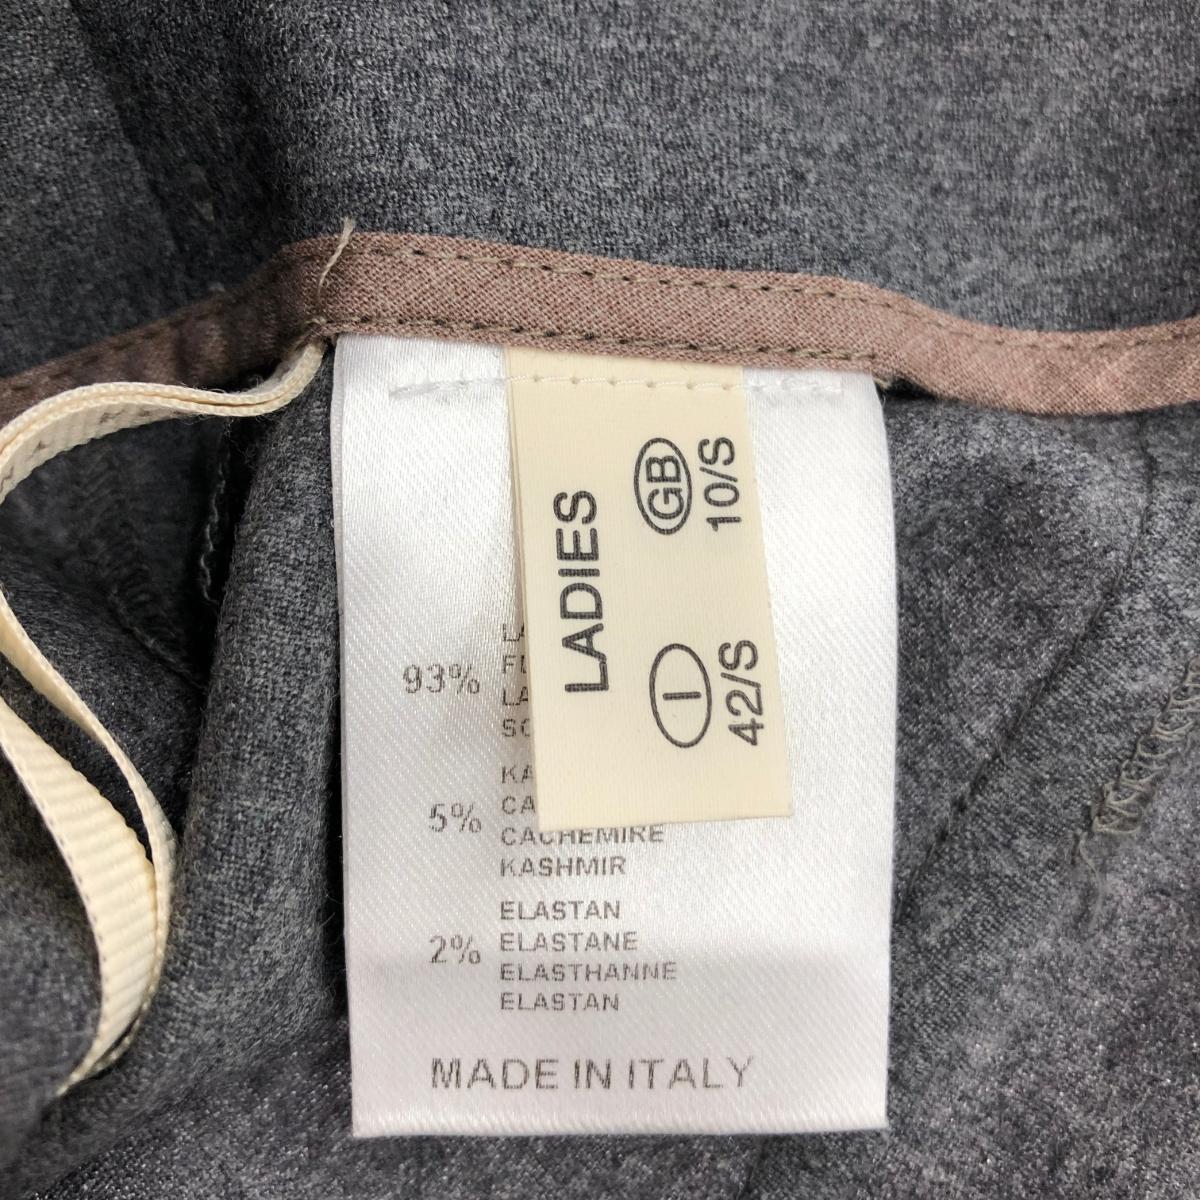 LADIES
GB
10/S
I
42/S
93%
5%
CACHEMIRE
KASHMIR
2%
ELASTAN
ELASTANE
ELASTHANNE
ELASTAN
MADE IN ITALY